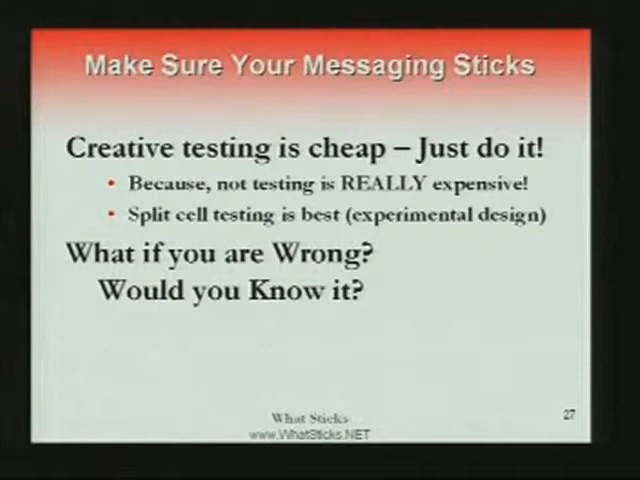 Make Sure Your Messaging Sticks
Creative testing is cheap – Just do it!
• Because, not testing is REALLY expensive!
• Split cell testing is best (experimental design)
What if you are Wrong?
Would you Know it?
What Sticks
www.WhatSticks.NET
27